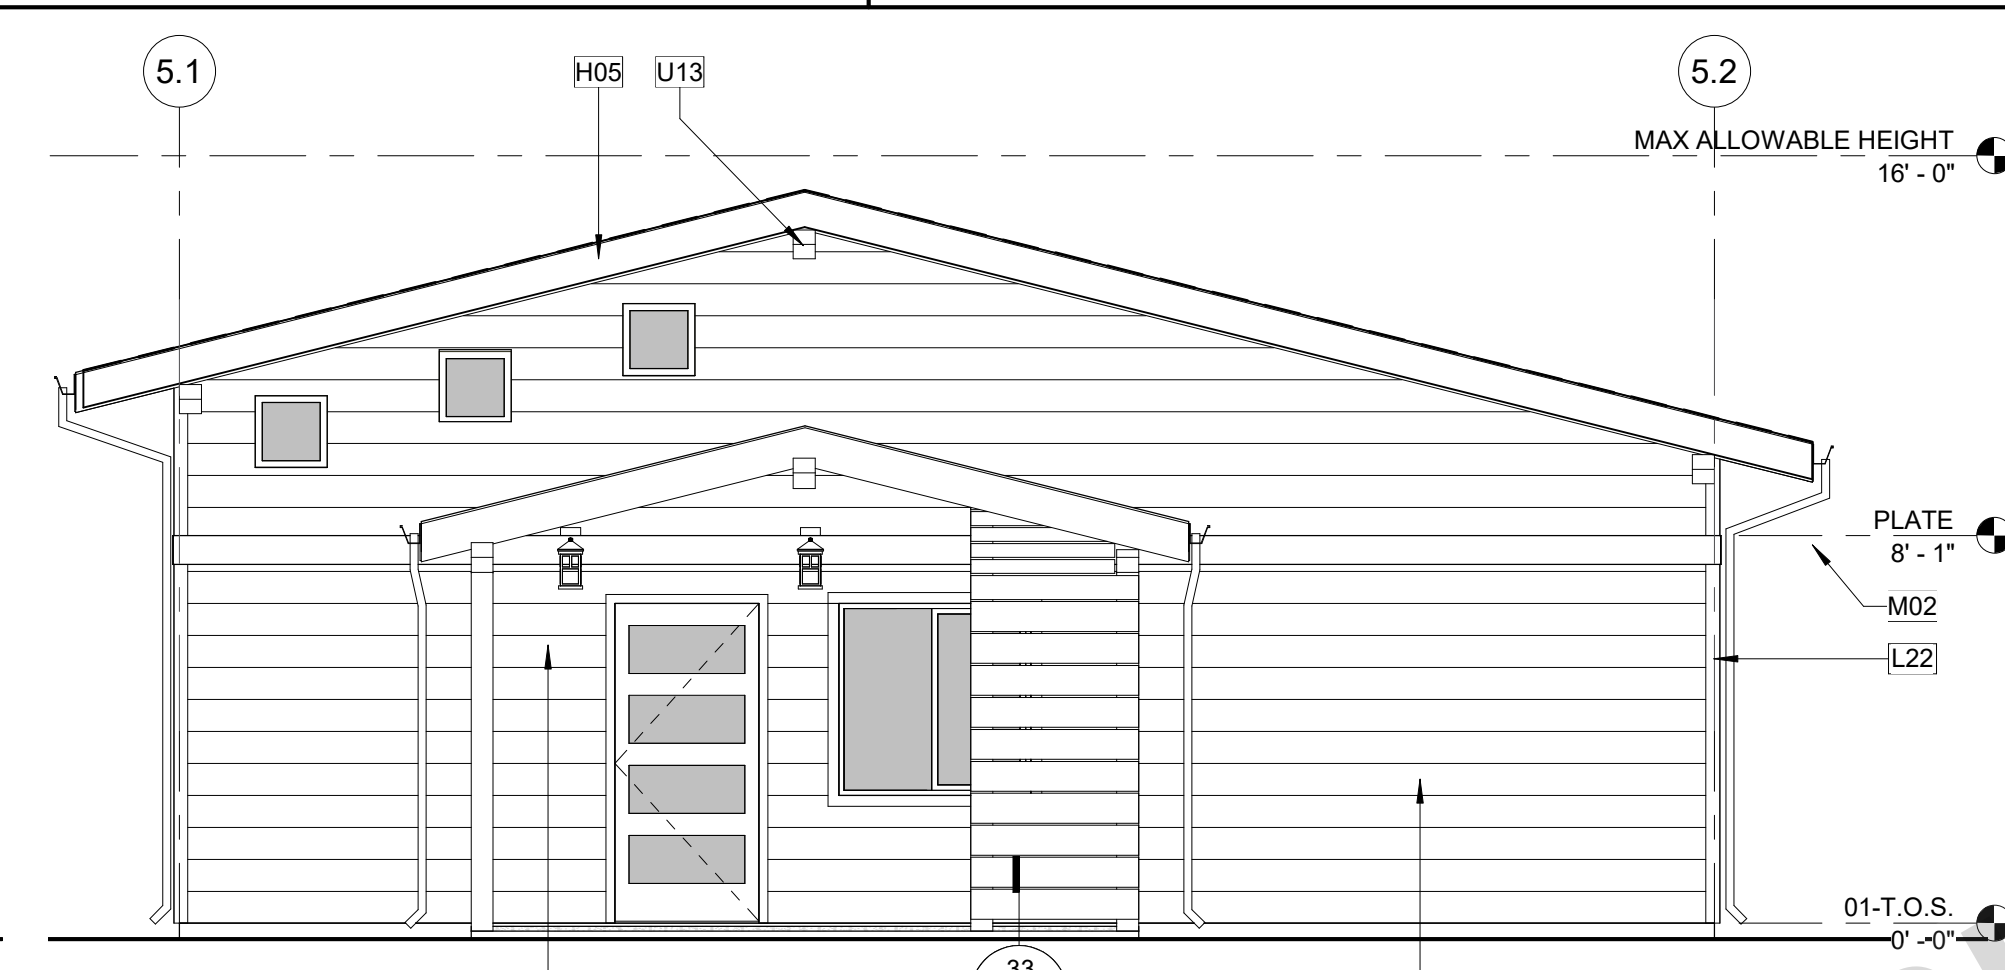 5.1
H05
U13
5.2
MAX ALLOWABLE HEIGHT
16' - 0"
PLATE
8' - 1"
M02
L22
01-T.O.S.
0' - 0"
33